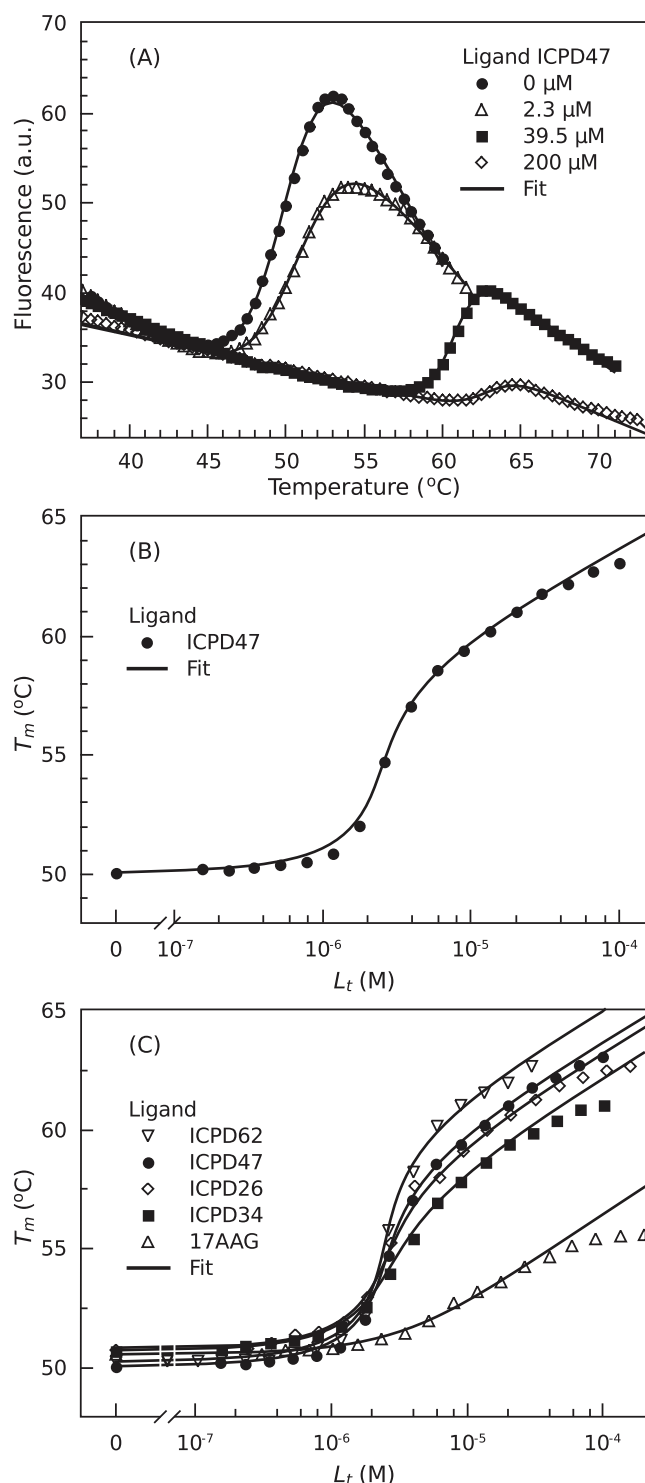 70
(A)
Ligand ICPD47
0 µM
2.3 µM
39.5 µM
200 µM
Fit
60
50
40
30
Fluorescence (a.u.)
40 45 50 55 60 65 70
Temperature (°C)
65
(B)
Ligand
ICPD47
Fit
60
55
50
Tm (°C)
0 10-7 10-6 10-5 10-4
Lt (M)
65
(C)
Ligand
ICPD62
ICPD47
ICPD26
ICPD34
17AAG
Fit
60
55
50
Tm (°C)
0 10-7 10-6 10-5 10-4
Lt (M)